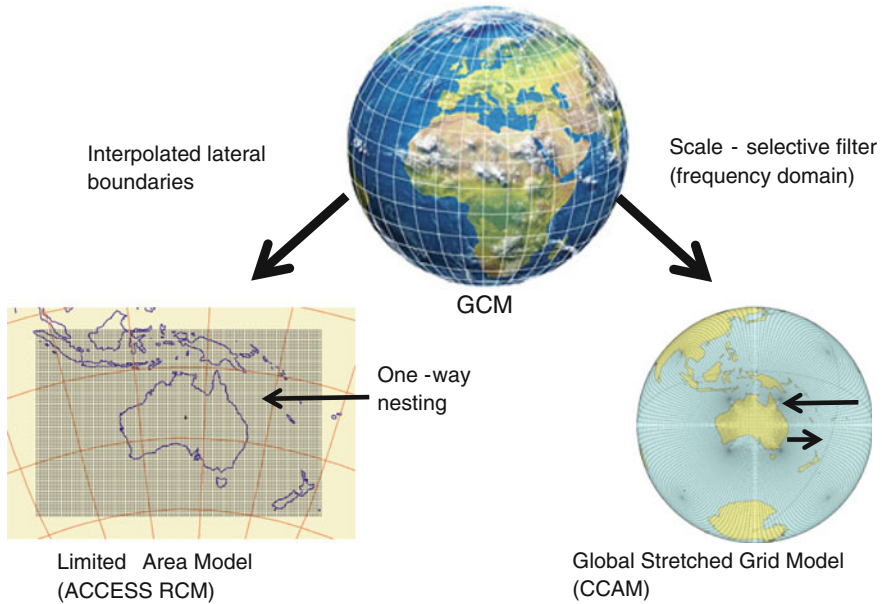 Interpolated lateral
boundaries
Scale - selective filter
(frequency domain)
GCM
One -way
nesting
Limited Area Model
(ACCESS RCM)
Global Stretched Grid Model
(CCAM)